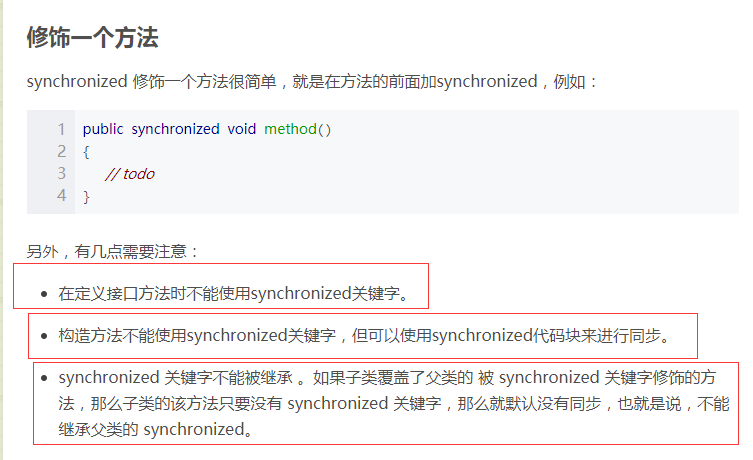 修饰一个方法
synchronized 修饰一个方法很简单，就是在方法的前面加synchronized，例如：
1 public synchronized void method()
2 {
3 // todo
4 }
另外，有几点需要注意：
• 在定义接口方法时不能使用synchronized关键字。
• 构造方法不能使用synchronized关键字，但可以使用synchronized代码块来进行同步。
• synchronized 关键字不能被继承 。如果子类覆盖了父类的 被 synchronized 关键字修饰的方
法，那么子类的该方法只要没有 synchronized 关键字，那么就默认没有同步，也就是说，不能
继承父类的 synchronized。